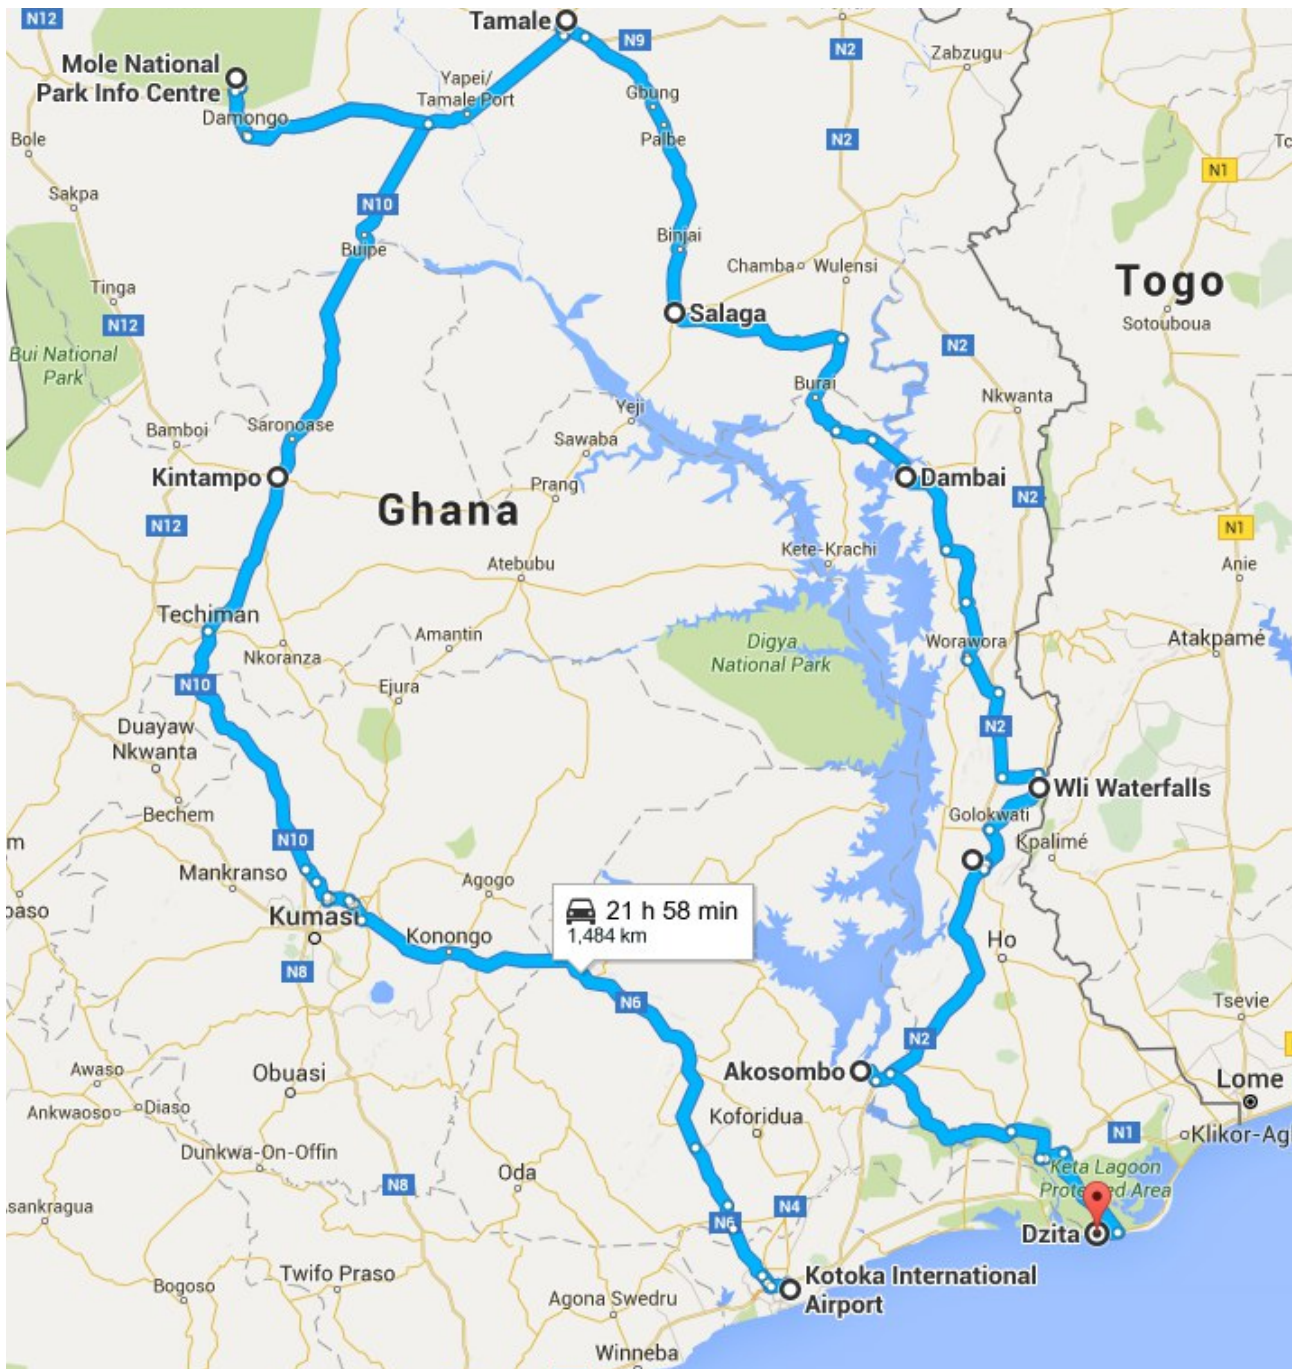 N12
Tamale
N9
N2
Zabzugu
Mole National
Park Info Centre
Yapei/
Tamale Port
Gbung
Damongo
Palbe
N2
Bole
N1
Sakpa
N10
Buipe
Binjai
Chamba
Wulensi
Togo
Tinga
N12
Salaga
Sotouboua
Bui National
Park
N2
Burai
Nkwanta
Yeji
Bamboi
Saronoase
Sawaba
Kintampo
Prang
Dambai
Ghana
N2
N12
N1
Kete-Krachi
Atebubu
Anie
Techiman
Amantin
Digya
National Park
Worawora
Atakpamé
Nkoranza
N10
Ejura
Duayaw
Nkwanta
N2
Wli Waterfalls
Bechem
Golokwati
N10
Kpalimé
Mankranso
Agogo
21 h 58 min
1,484 km
Kumasi
Konongo
Ho
N8
N6
Tsevie
N2
Awaso
Obuasi
Akosombo
Lome
Ankwaoso
Diaso
Koforidua
N1
Klikor-Ag
Dunkwa-On-Offin
Oda
Keta Lagoon
Protected Area
N8
sankragua
N4
N6
Dzita
Twifo Praso
Kotoka International
Airport
Bogoso
Agona Swedru
Winneba